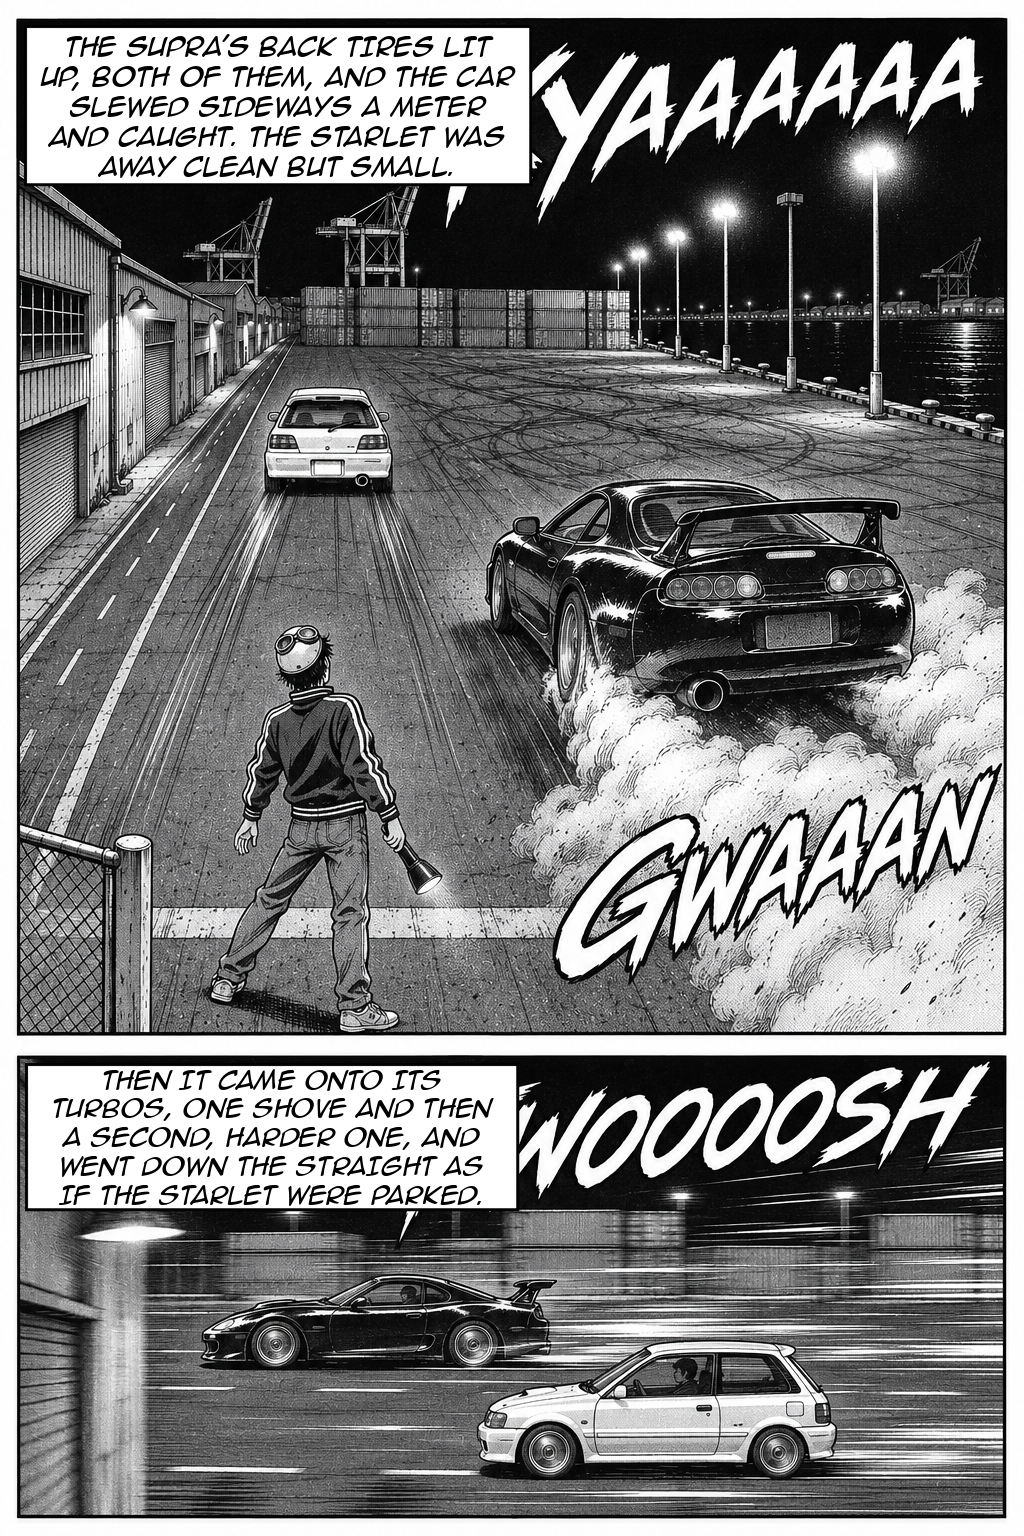 THE SUPRA'S BACK TIRES LIT
UP, BOTH OF THEM, AND THE CAR
SLEWED SIDEWAYS A METER
AND CAUGHT. THE STARLET WAS
AWAY CLEAN BUT SMALL.
YAAAAAA
GWAAAN
THEN IT CAME ONTO ITS
TURBOS, ONE SHOVE AND THEN
A SECOND, HARDER ONE, AND
WENT DOWN THE STRAIGHT AS
IF THE STARLET WERE PARKED.
WOOOOSH